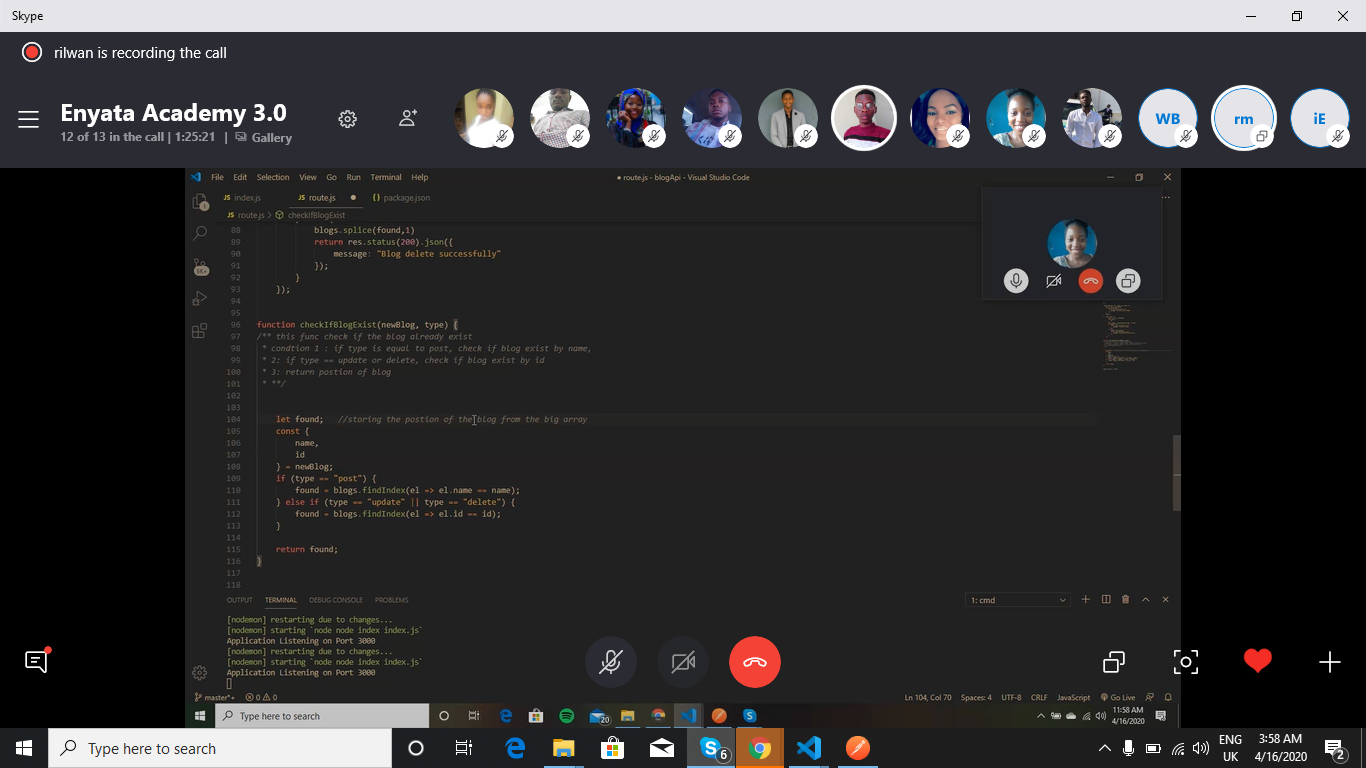 Skype
rilwan is recording the call
Enyata Academy 3.0
12 of 13 in the call | 1:25:21 | Gallery
WB
rm
iE
File Edit Selection View Go Run Terminal Help
● route.js - blogApi - Visual Studio Code
JS index.js
JS route.js ●
{} package.json
JS route.js > checkIfBlogExist
88 blogs.splice(found,1)
89 return res.status(200).json({
90 message: "Blog delete successfully"
91 });
92 }
93 });
94
95
96 function checkIfBlogExist(newBlog, type) {
97 /** this func check if the blog already exist
98 * condtion 1 : if type is equal to post, check if blog exist by name,
99 * 2: if type == update or delete, check if blog exist by id
100 * 3: return postion of blog
101 * **/
102
103
104 let found; //storing the postion of the blog from the big array
105 const {
106 name,
107 id
108 } = newBlog;
109 if (type == "post") {
110 found = blogs.findIndex(el => el.name == name);
111 } else if (type == "update" || type == "delete") {
112 found = blogs.findIndex(el => el.id == id);
113 }
114
115 return found;
116 }
117
118
1
5K+
OUTPUT TERMINAL DEBUG CONSOLE PROBLEMS
1: cmd
[nodemon] restarting due to changes...
[nodemon] starting `node node index index.js`
Application Listening on Port 3000
[nodemon] restarting due to changes...
[nodemon] starting `node node index index.js`
Application Listening on Port 3000
master*+ 0 0
Ln 104, Col 70 Spaces: 4 UTF-8 CRLF JavaScript Go Live
Type here to search
20
11:58 AM
4/16/2020
Type here to search
6
ENG
UK
3:58 AM
4/16/2020
2